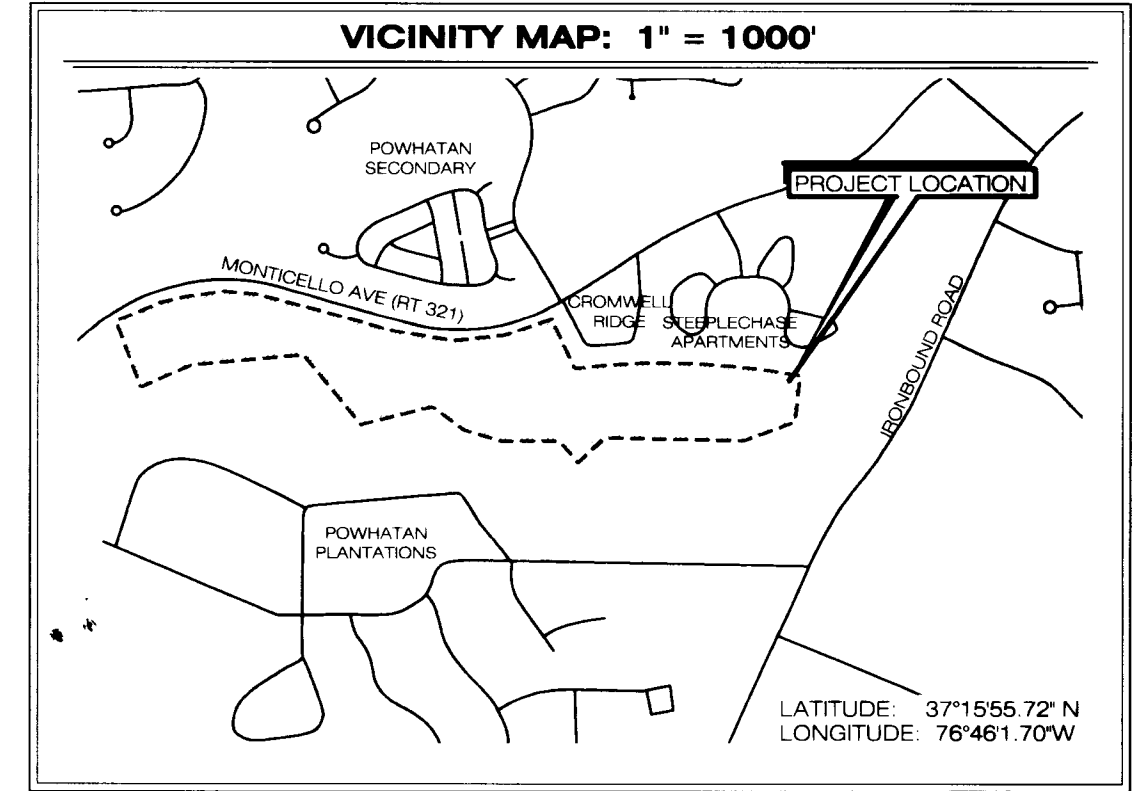 VICINITY MAP: 1" = 1000'
POWHATAN
SECONDARY
PROJECT LOCATION
MONTICELLO AVE (RT 321)
CROMWELL
RIDGE
STEEPLECHASE
APARTMENTS
IRONBOUND ROAD
POWHATAN
PLANTATIONS
LATITUDE: 37°15'55.72" N
LONGITUDE: 76°46'1.70"W